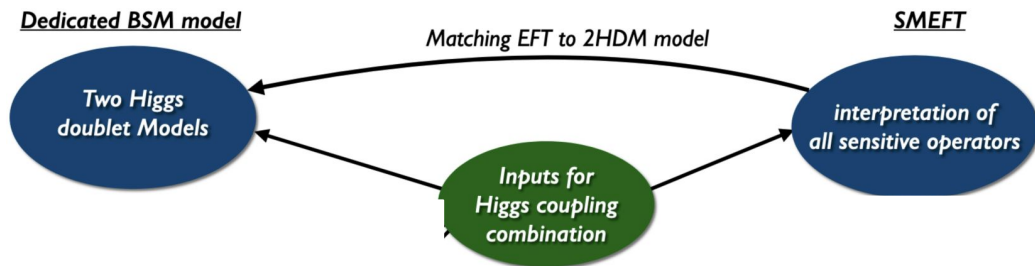 Dedicated BSM model
SMEFT
Matching EFT to 2HDM model
Two Higgs
doublet Models
interpretation of
all sensitive operators
Inputs for
Higgs coupling
combination